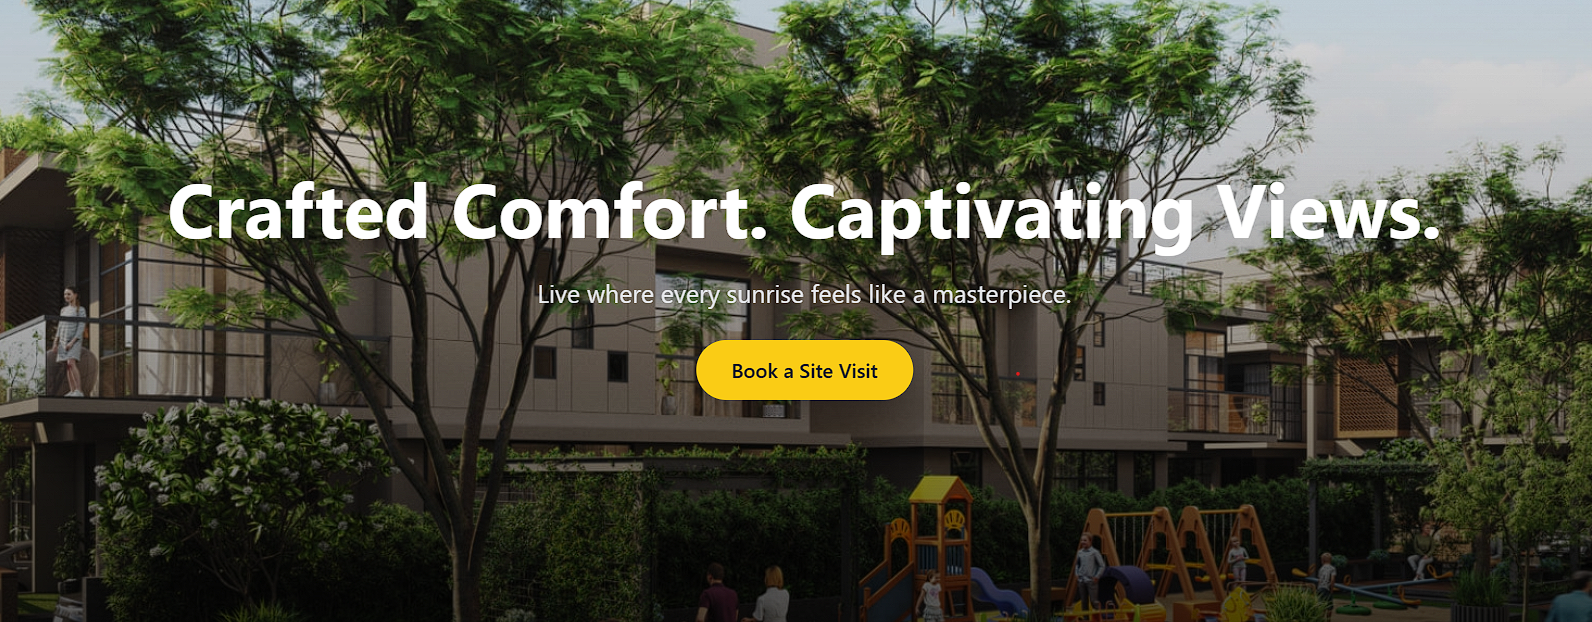 Crafted Comfort. Captivating Views.
Live where every sunrise feels like a masterpiece.
Book a Site Visit